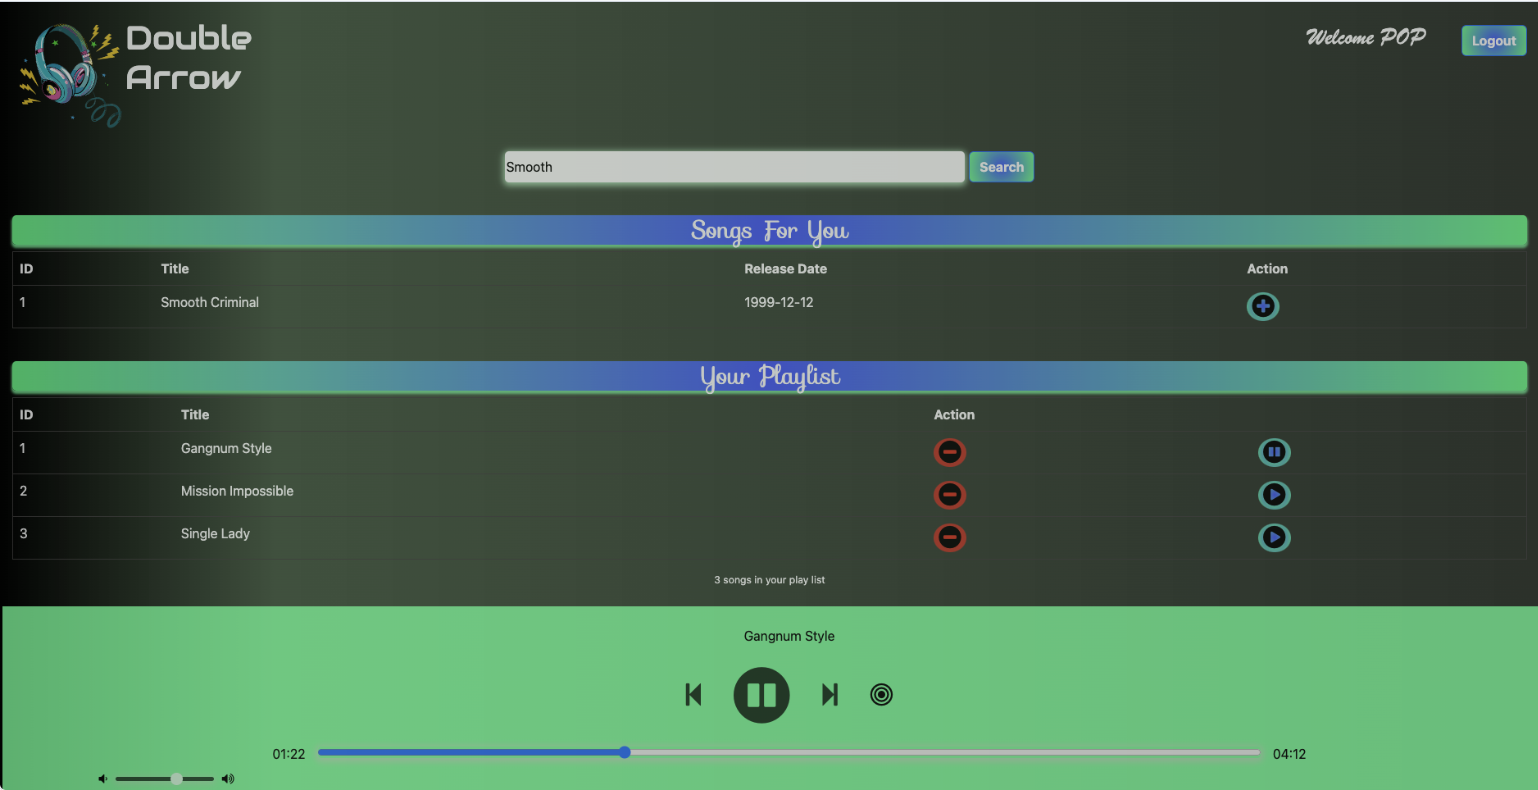 Double
Arrow
Welcome POP
Logout
Smooth
Search
Songs For You
ID Title Release Date Action
1 Smooth Criminal 1999-12-12
Your Playlist
ID Title Action
1 Gangnum Style
2 Mission Impossible
3 Single Lady
3 songs in your play list
Gangnum Style
01:22 04:12